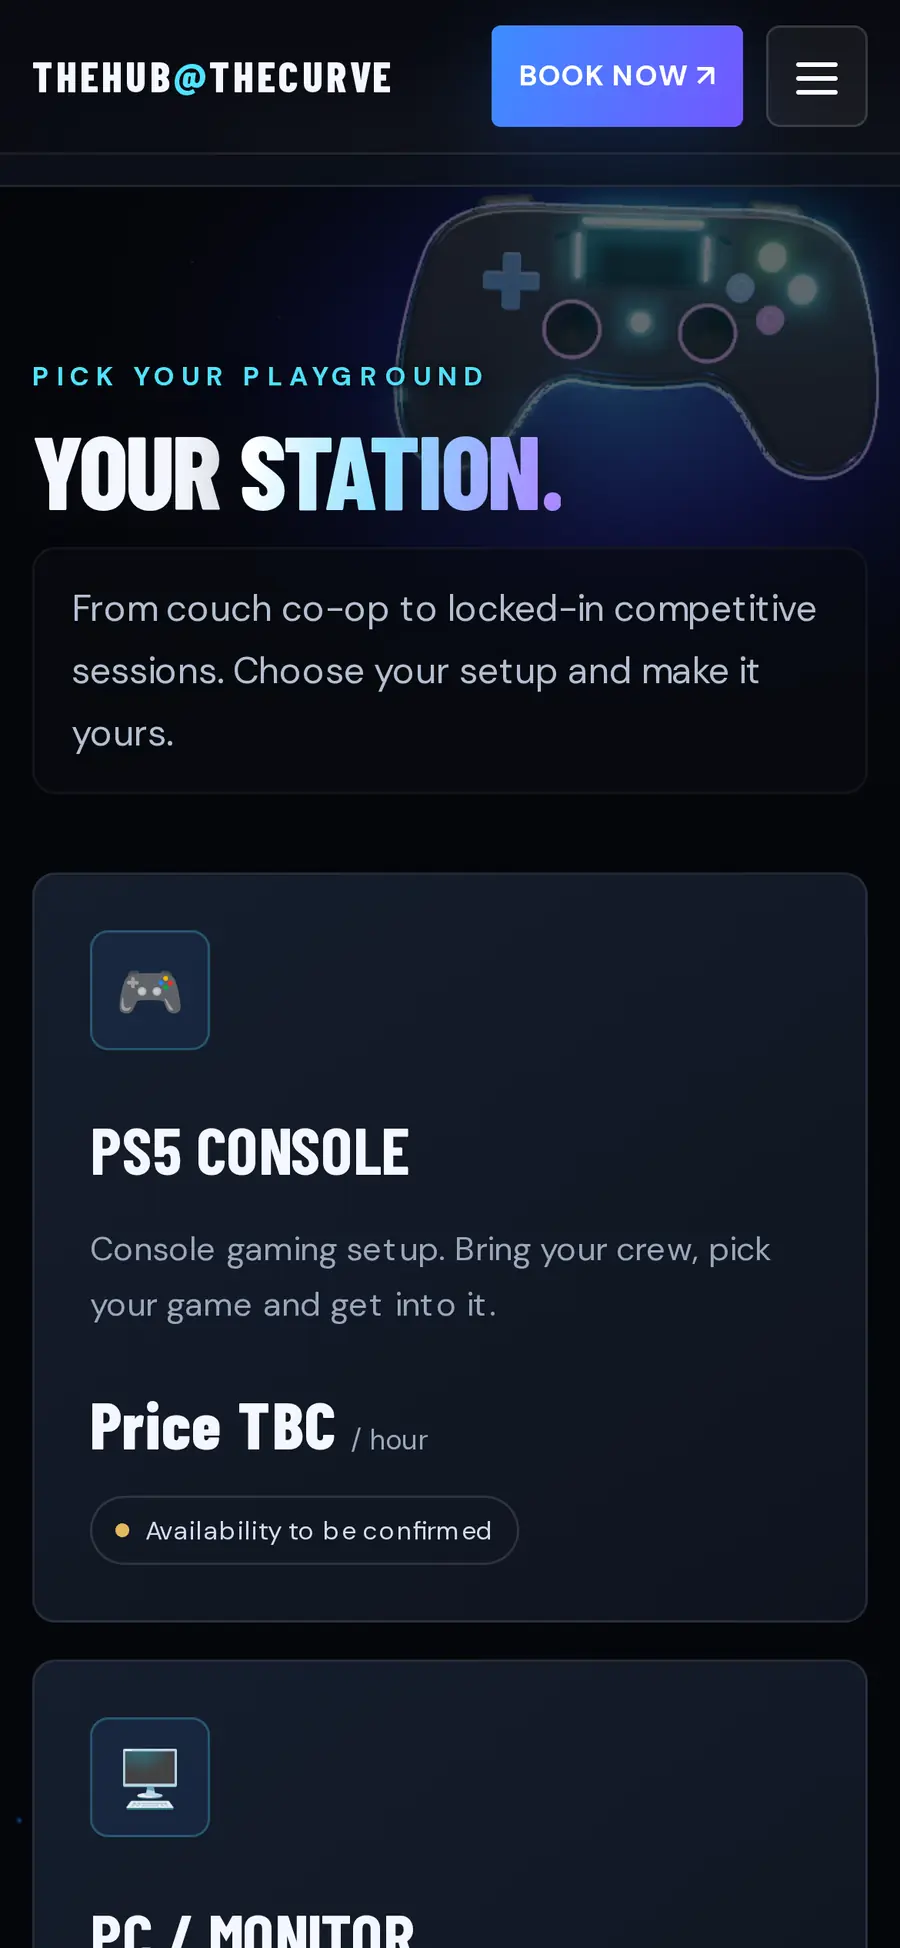 THEHUB@THECURVE
BOOK NOW ↗
PICK YOUR PLAYGROUND
YOUR STATION.
From couch co-op to locked-in competitive
sessions. Choose your setup and make it
yours.
PS5 CONSOLE
Console gaming setup. Bring your crew, pick
your game and get into it.
Price TBC / hour
Availability to be confirmed
PC / MONITOR